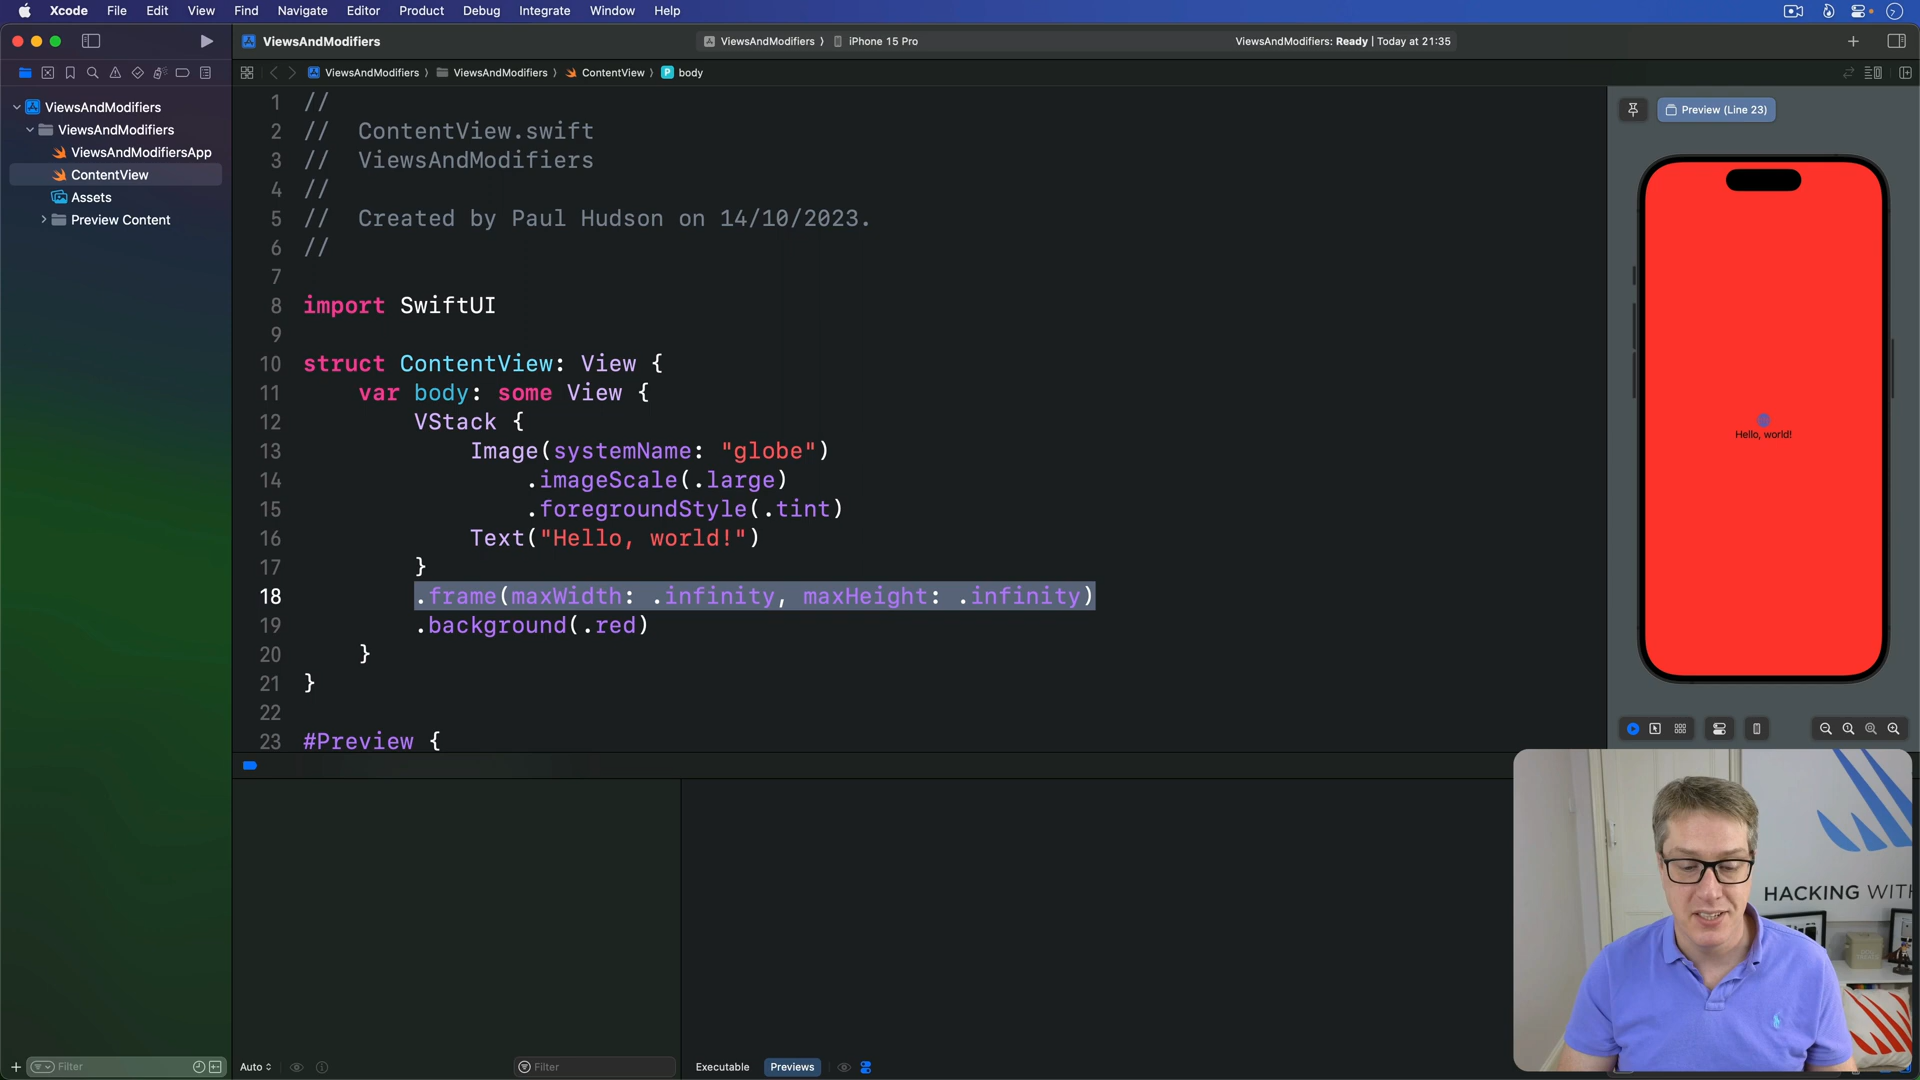 Xcode File Edit View Find Navigate Editor Product Debug Integrate Window Help
ViewsAndModifiers
ViewsAndModifiers 〉 iPhone 15 Pro
ViewsAndModifiers: Ready | Today at 21:35
ViewsAndModifiers 〉 ViewsAndModifiers 〉 ContentView 〉 P body
ViewsAndModifiers
ViewsAndModifiers
ViewsAndModifiersApp
ContentView
Assets
Preview Content
1 //
2 // ContentView.swift
3 // ViewsAndModifiers
4 //
5 // Created by Paul Hudson on 14/10/2023.
6 //
7
8 import SwiftUI
9
10 struct ContentView: View {
11 var body: some View {
12 VStack {
13 Image(systemName: "globe")
14 .imageScale(.large)
15 .foregroundStyle(.tint)
16 Text("Hello, world!")
17 }
18 .frame(maxWidth: .infinity, maxHeight: .infinity)
19 .background(.red)
20 }
21 }
22
23 #Preview {
Preview (Line 23)
Hello, world!
HACKING WITH
Filter
Auto
Filter
Executable
Previews